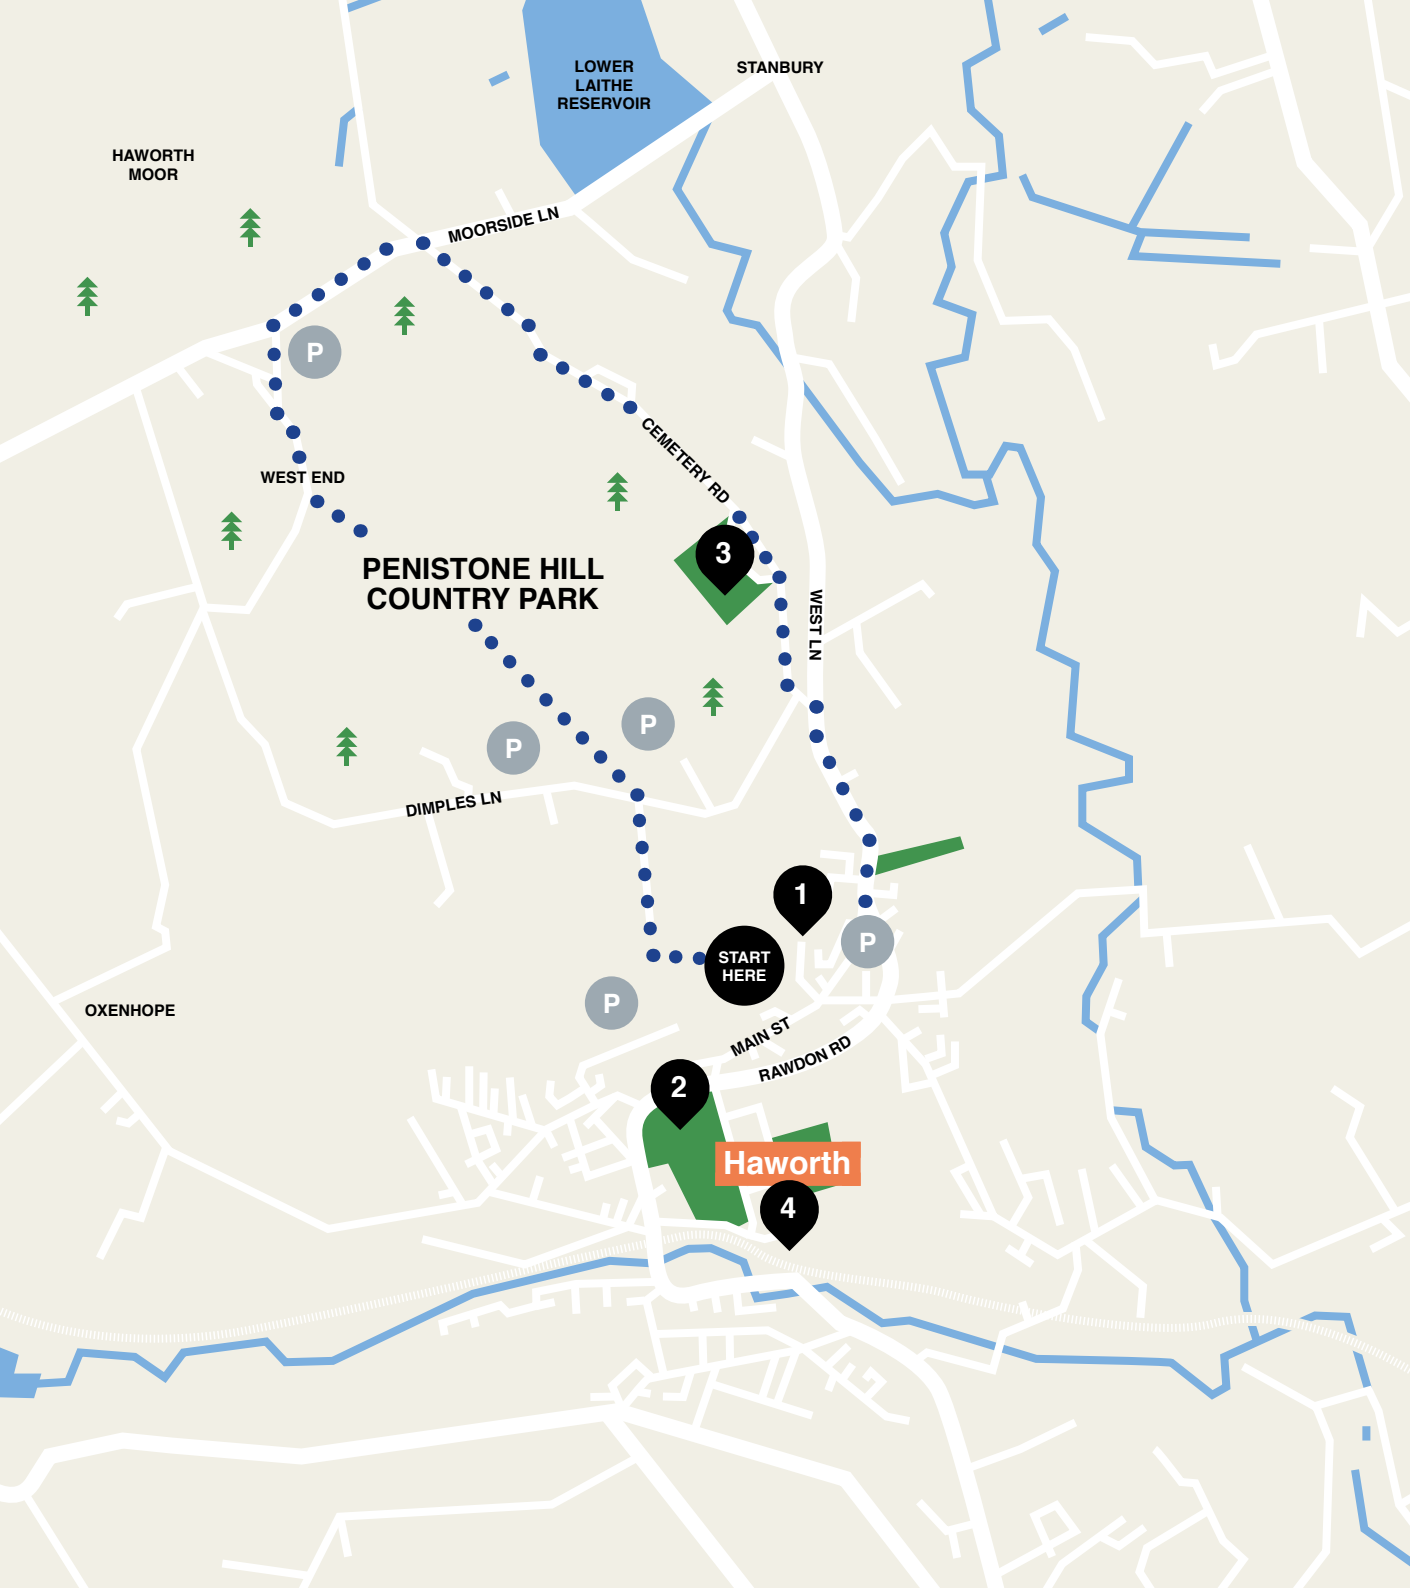 STANBURY
LOWER
LAITHE
RESERVOIR
HAWORTH
MOOR
MOORSIDE LN
P
CEMETERY RD
WEST END
3
PENISTONE HILL
COUNTRY PARK
WEST LN
P
P
DIMPLES LN
1
P
START
HERE
P
OXENHOPE
MAIN ST
RAWDON RD
2
Haworth
4